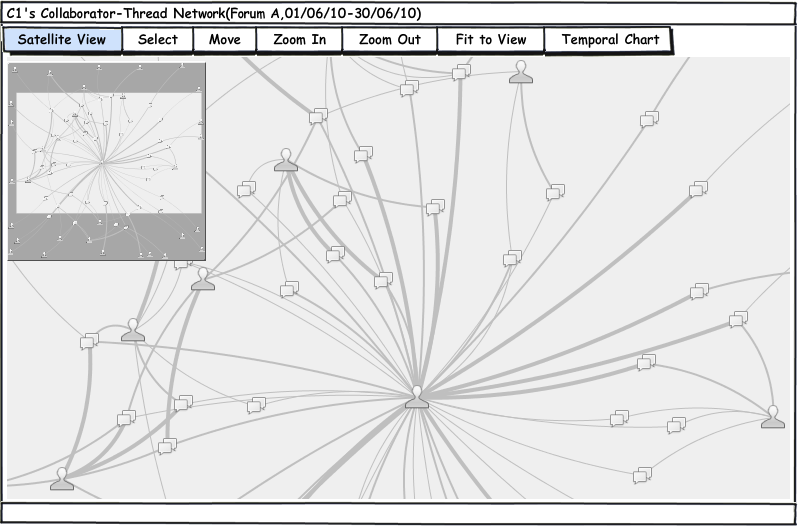 C1's Collaborator-Thread Network(Forum A,01/06/10-30/06/10)
Satellite View Select Move Zoom In Zoom Out Fit to View Temporal Chart